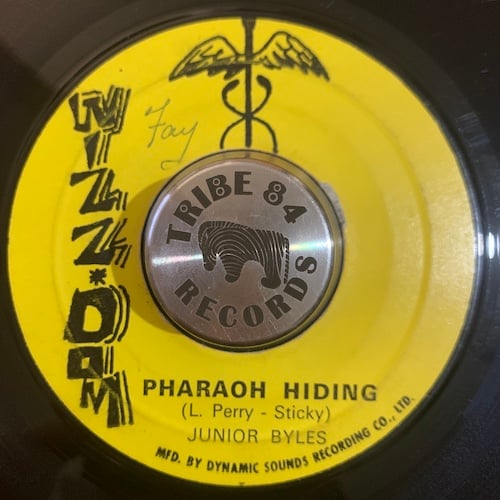 WIZZ*DOM
Fay
TRIBE 84
RECORDS
PHARAOH HIDING
(L. Perry - Sticky)
JUNIOR BYLES
MFD. BY DYNAMIC SOUNDS RECORDING CO., LTD.